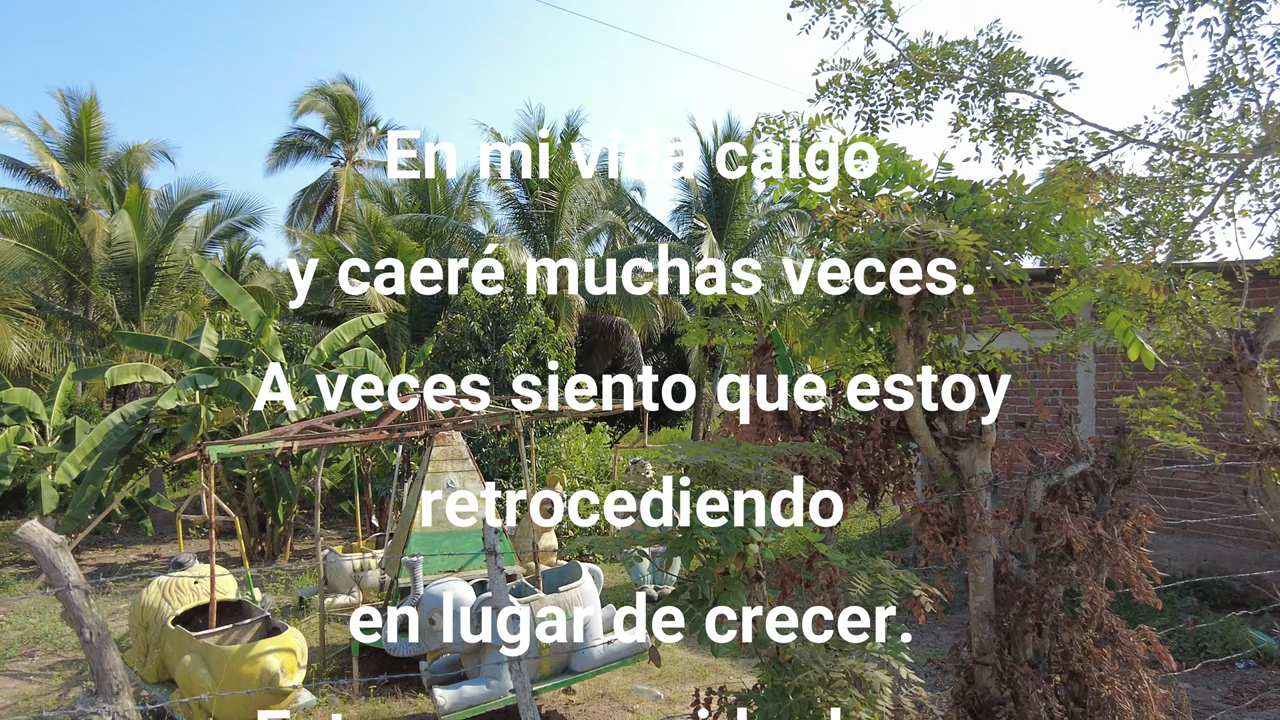 En mi vida caigo
y caeré muchas veces.
A veces siento que estoy
retrocediendo
en lugar de crecer.